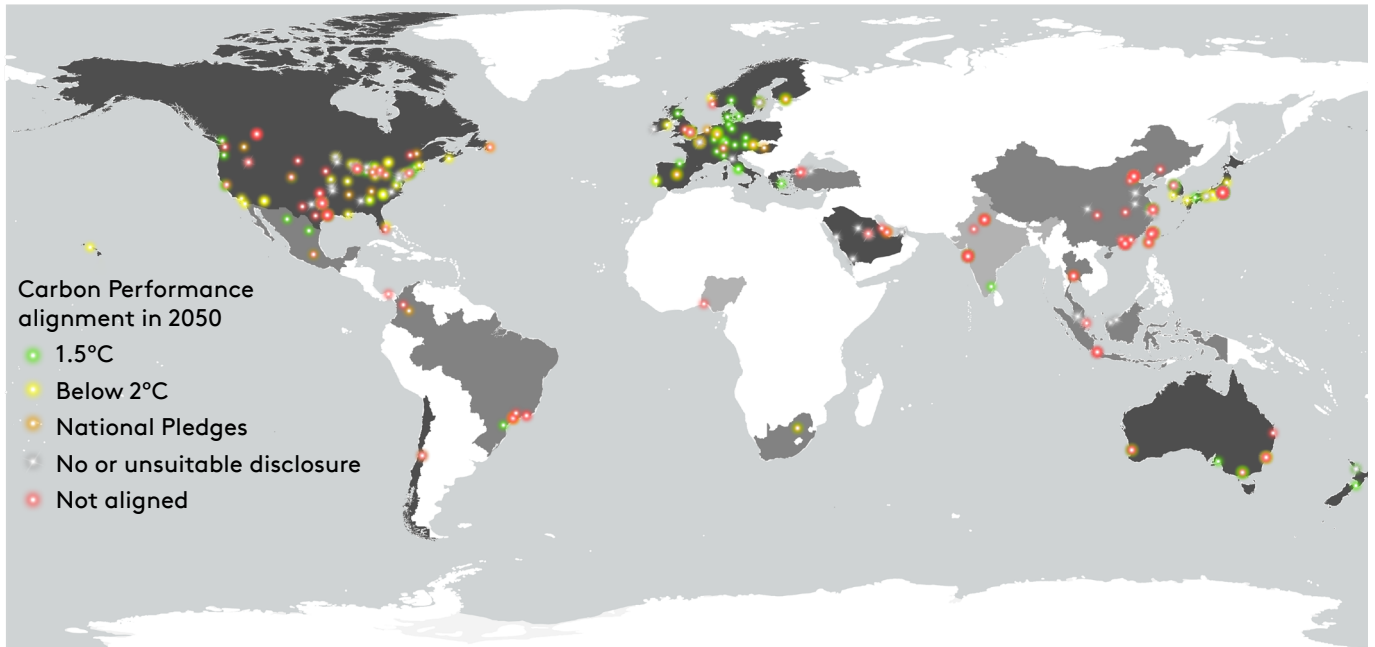 Carbon Performance
alignment in 2050
1.5°C
Below 2°C
National Pledges
No or unsuitable disclosure
Not aligned